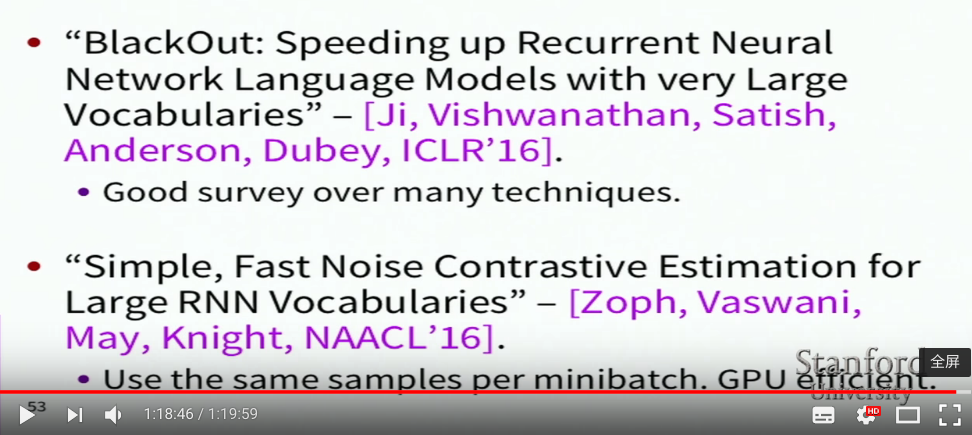 • “BlackOut: Speeding up Recurrent Neural
Network Language Models with very Large
Vocabularies” – [Ji, Vishwanathan, Satish,
Anderson, Dubey, ICLR’16].
• Good survey over many techniques.
• “Simple, Fast Noise Contrastive Estimation for
Large RNN Vocabularies” – [Zoph, Vaswani,
May, Knight, NAACL’16].
• Use the same samples per minibatch. GPU efficient.
Stanford
University
全屏
53
1:18:46 / 1:19:59
HD